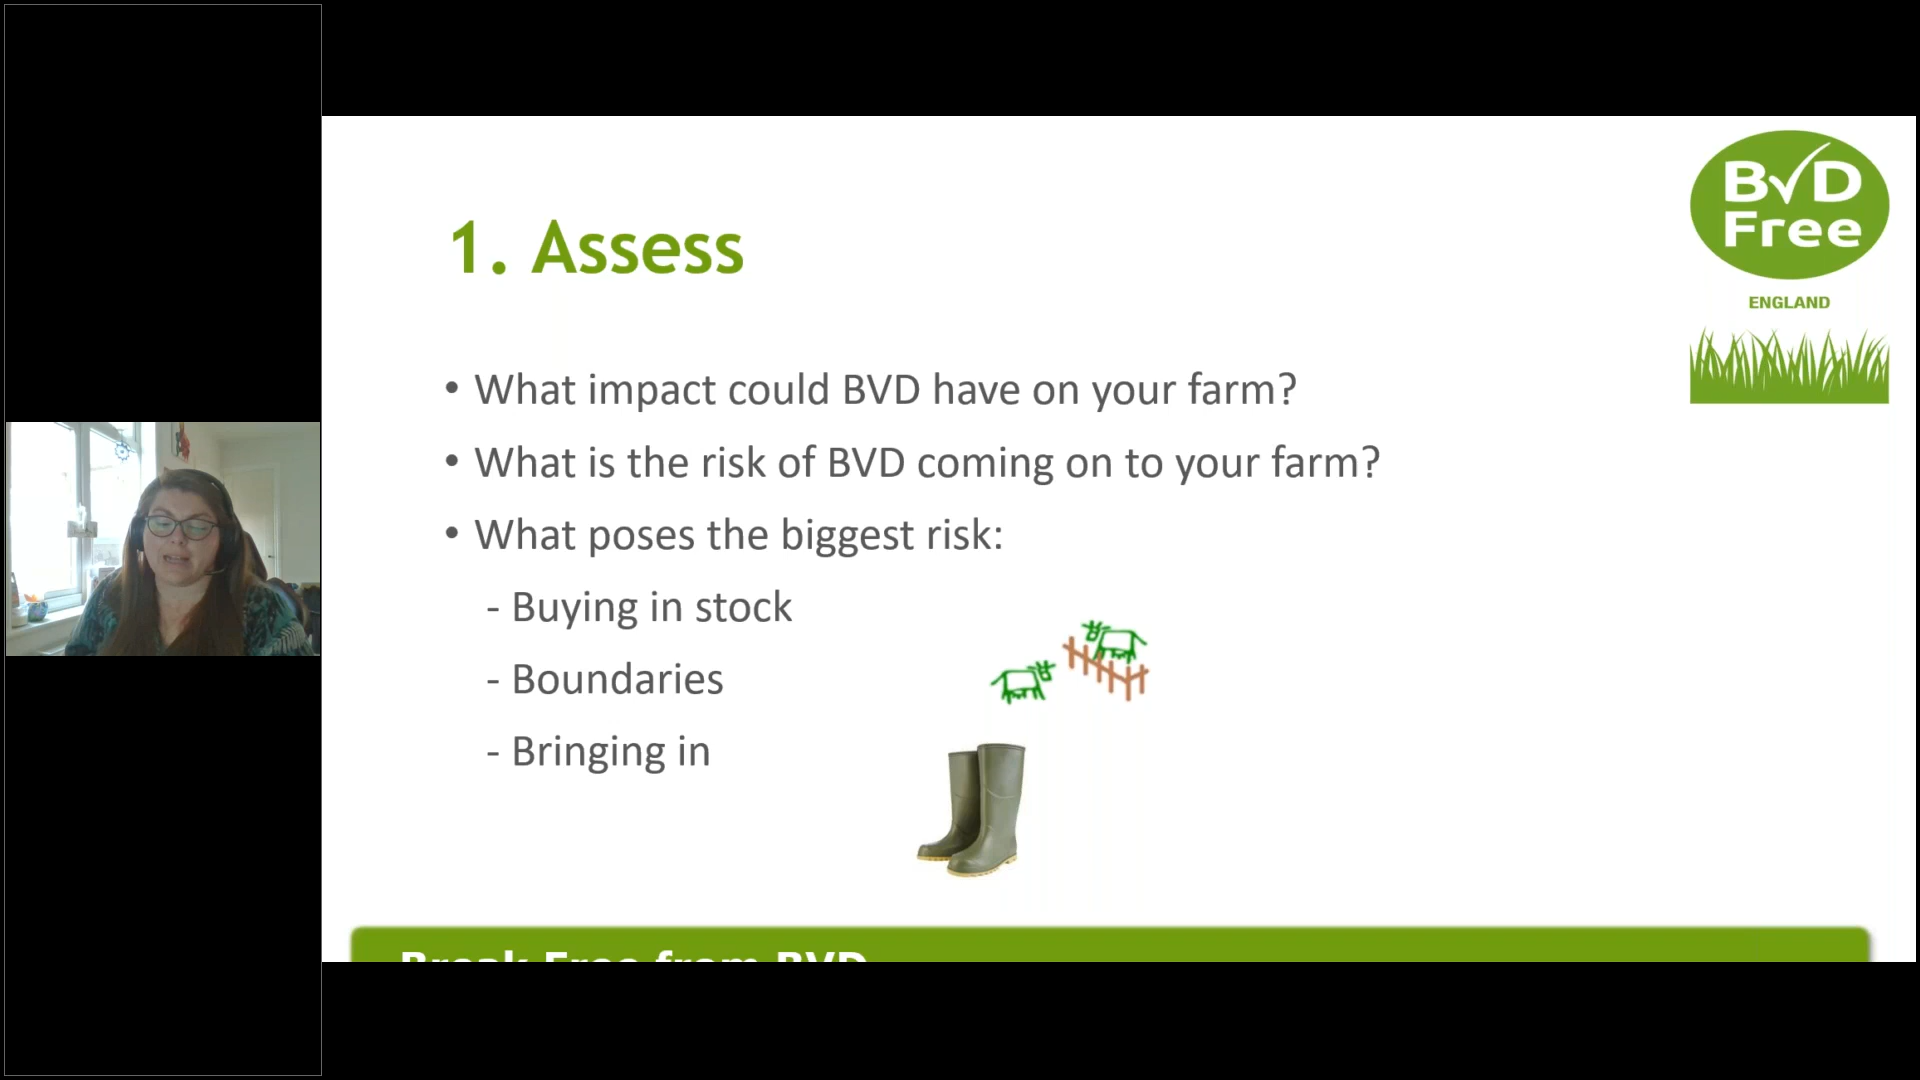 BVD
Free
ENGLAND
1. Assess
• What impact could BVD have on your farm?
• What is the risk of BVD coming on to your farm?
• What poses the biggest risk:
- Buying in stock
- Boundaries
- Bringing in
Break Free from BVD